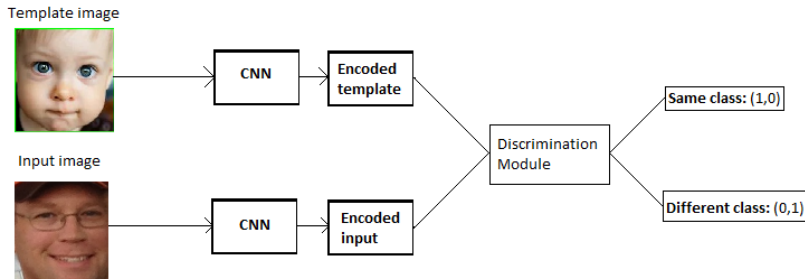 Template image
CNN
Encoded
template
Same class: (1,0)
Discrimination
Module
Input image
CNN
Encoded
input
Different class: (0,1)